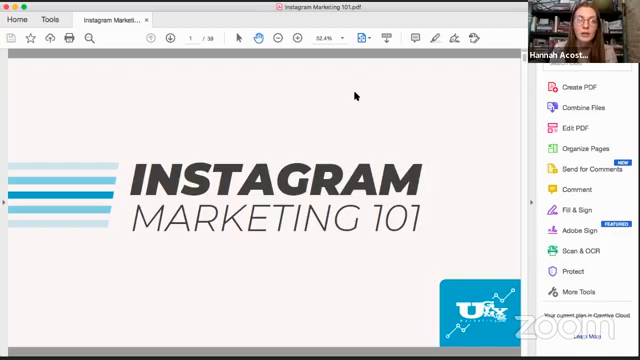 Instagram Marketing 101.pdf
Home
Tools
Instagram Marketi...
×
1 / 38
52.4%
Hannah Acost...
Create PDF
Combine Files
Edit PDF
Organize Pages
NEW
Send for Comments
Comment
Fill & Sign
FEATURED
Adobe Sign
Scan & OCR
Protect
More Tools
INSTAGRAM
MARKETING 101
Your current plan is Creative Cloud
Learn More
zoom